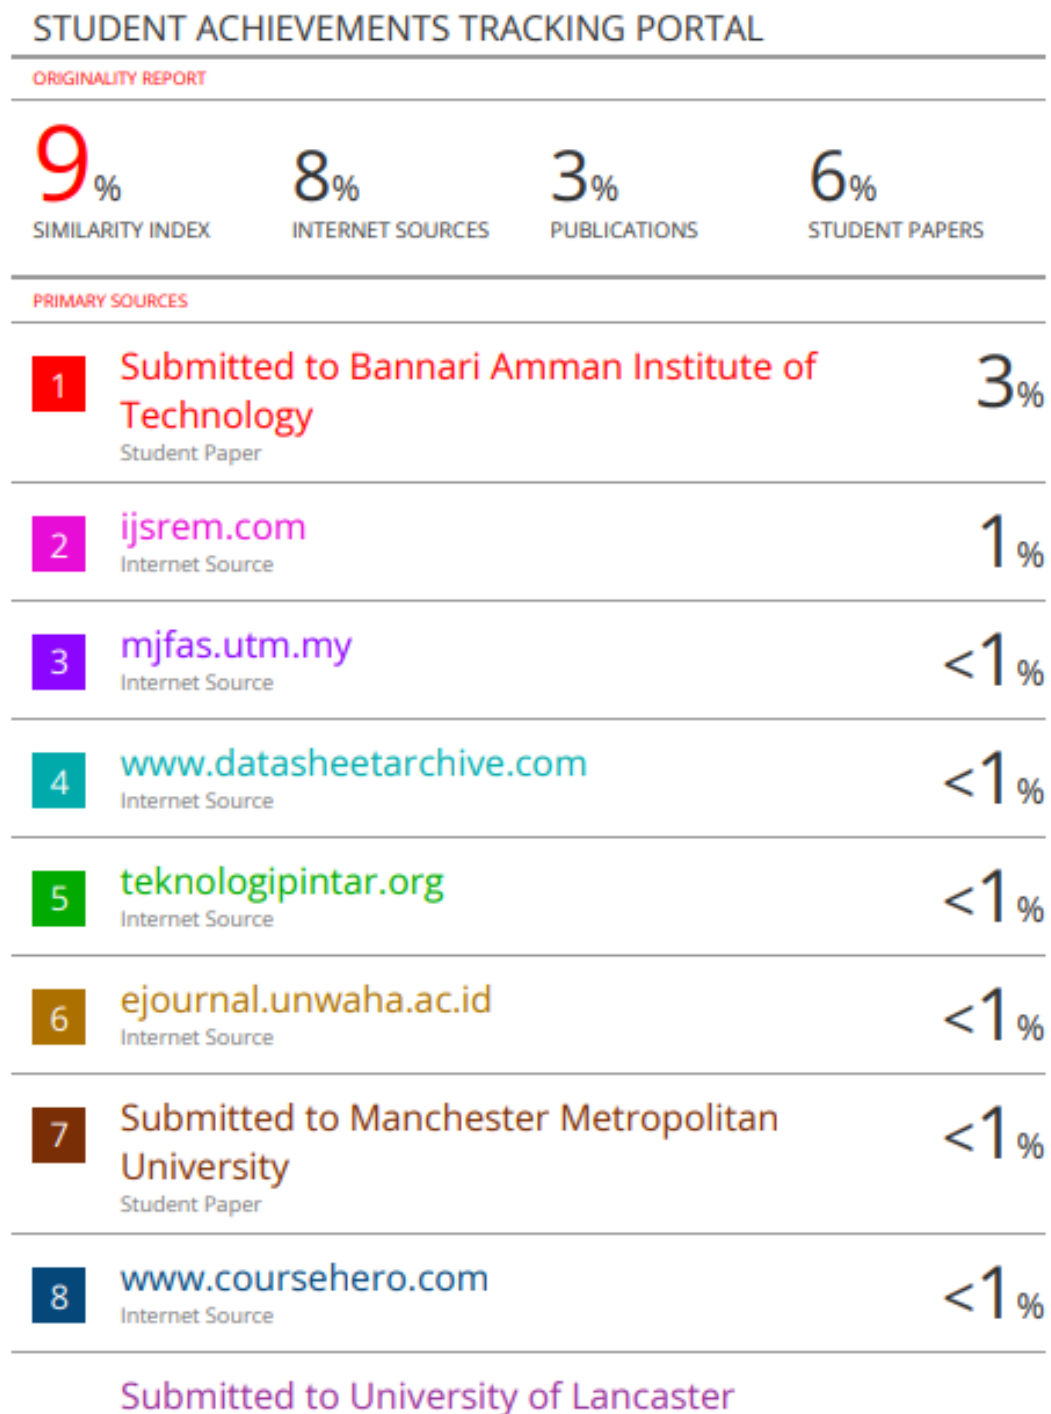 STUDENT ACHIEVEMENTS TRACKING PORTAL
ORIGINALITY REPORT
9%
SIMILARITY INDEX
8%
INTERNET SOURCES
3%
PUBLICATIONS
6%
STUDENT PAPERS
PRIMARY SOURCES
1
Submitted to Bannari Amman Institute of
Technology
Student Paper
3%
2
ijsrem.com
Internet Source
1%
3
mjfas.utm.my
Internet Source
<1%
4
www.datasheetarchive.com
Internet Source
<1%
5
teknologipintar.org
Internet Source
<1%
6
ejournal.unwaha.ac.id
Internet Source
<1%
7
Submitted to Manchester Metropolitan
University
Student Paper
<1%
8
www.coursehero.com
Internet Source
<1%
Submitted to University of Lancaster